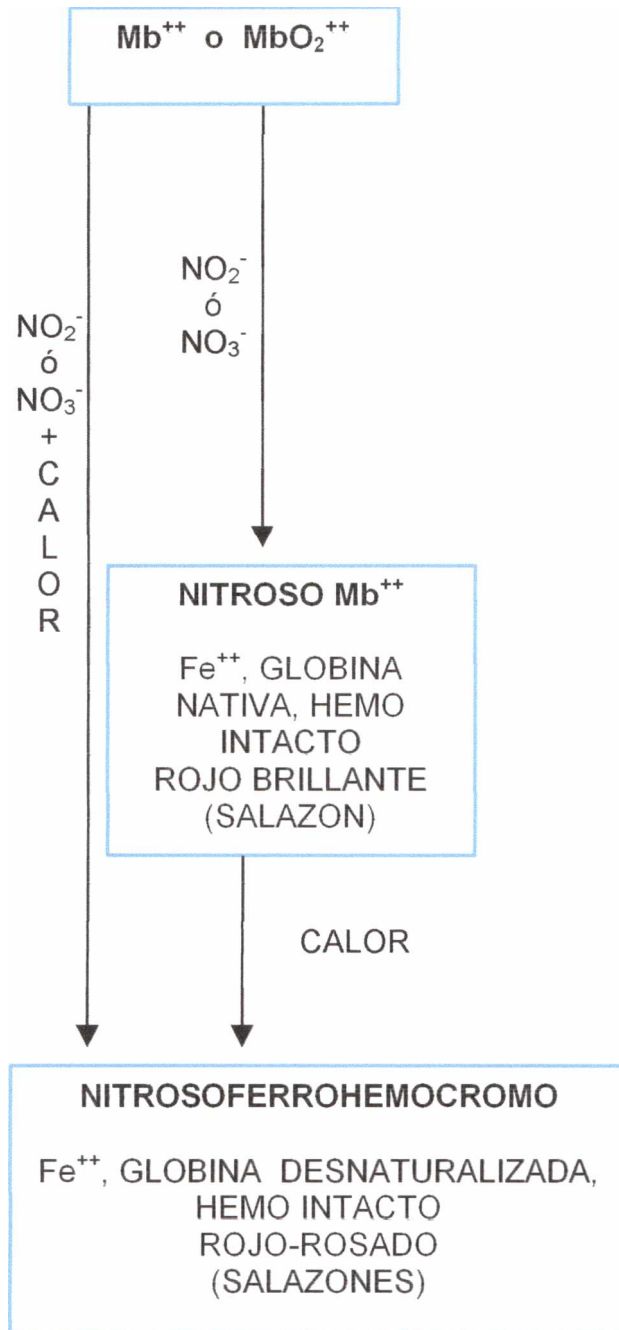 Mb⁺⁺ o MbO₂⁺⁺
NO₂⁻
ó
NO₃⁻
NO₂⁻
ó
NO₃⁻
+
C
A
L
O
R
NITROSO Mb⁺⁺
Fe⁺⁺, GLOBINA
NATIVA, HEMO
INTACTO
ROJO BRILLANTE
(SALAZON)
CALOR
NITROSOFERROHEMOCROMO
Fe⁺⁺, GLOBINA DESNATURALIZADA,
HEMO INTACTO
ROJO-ROSADO
(SALAZONES)